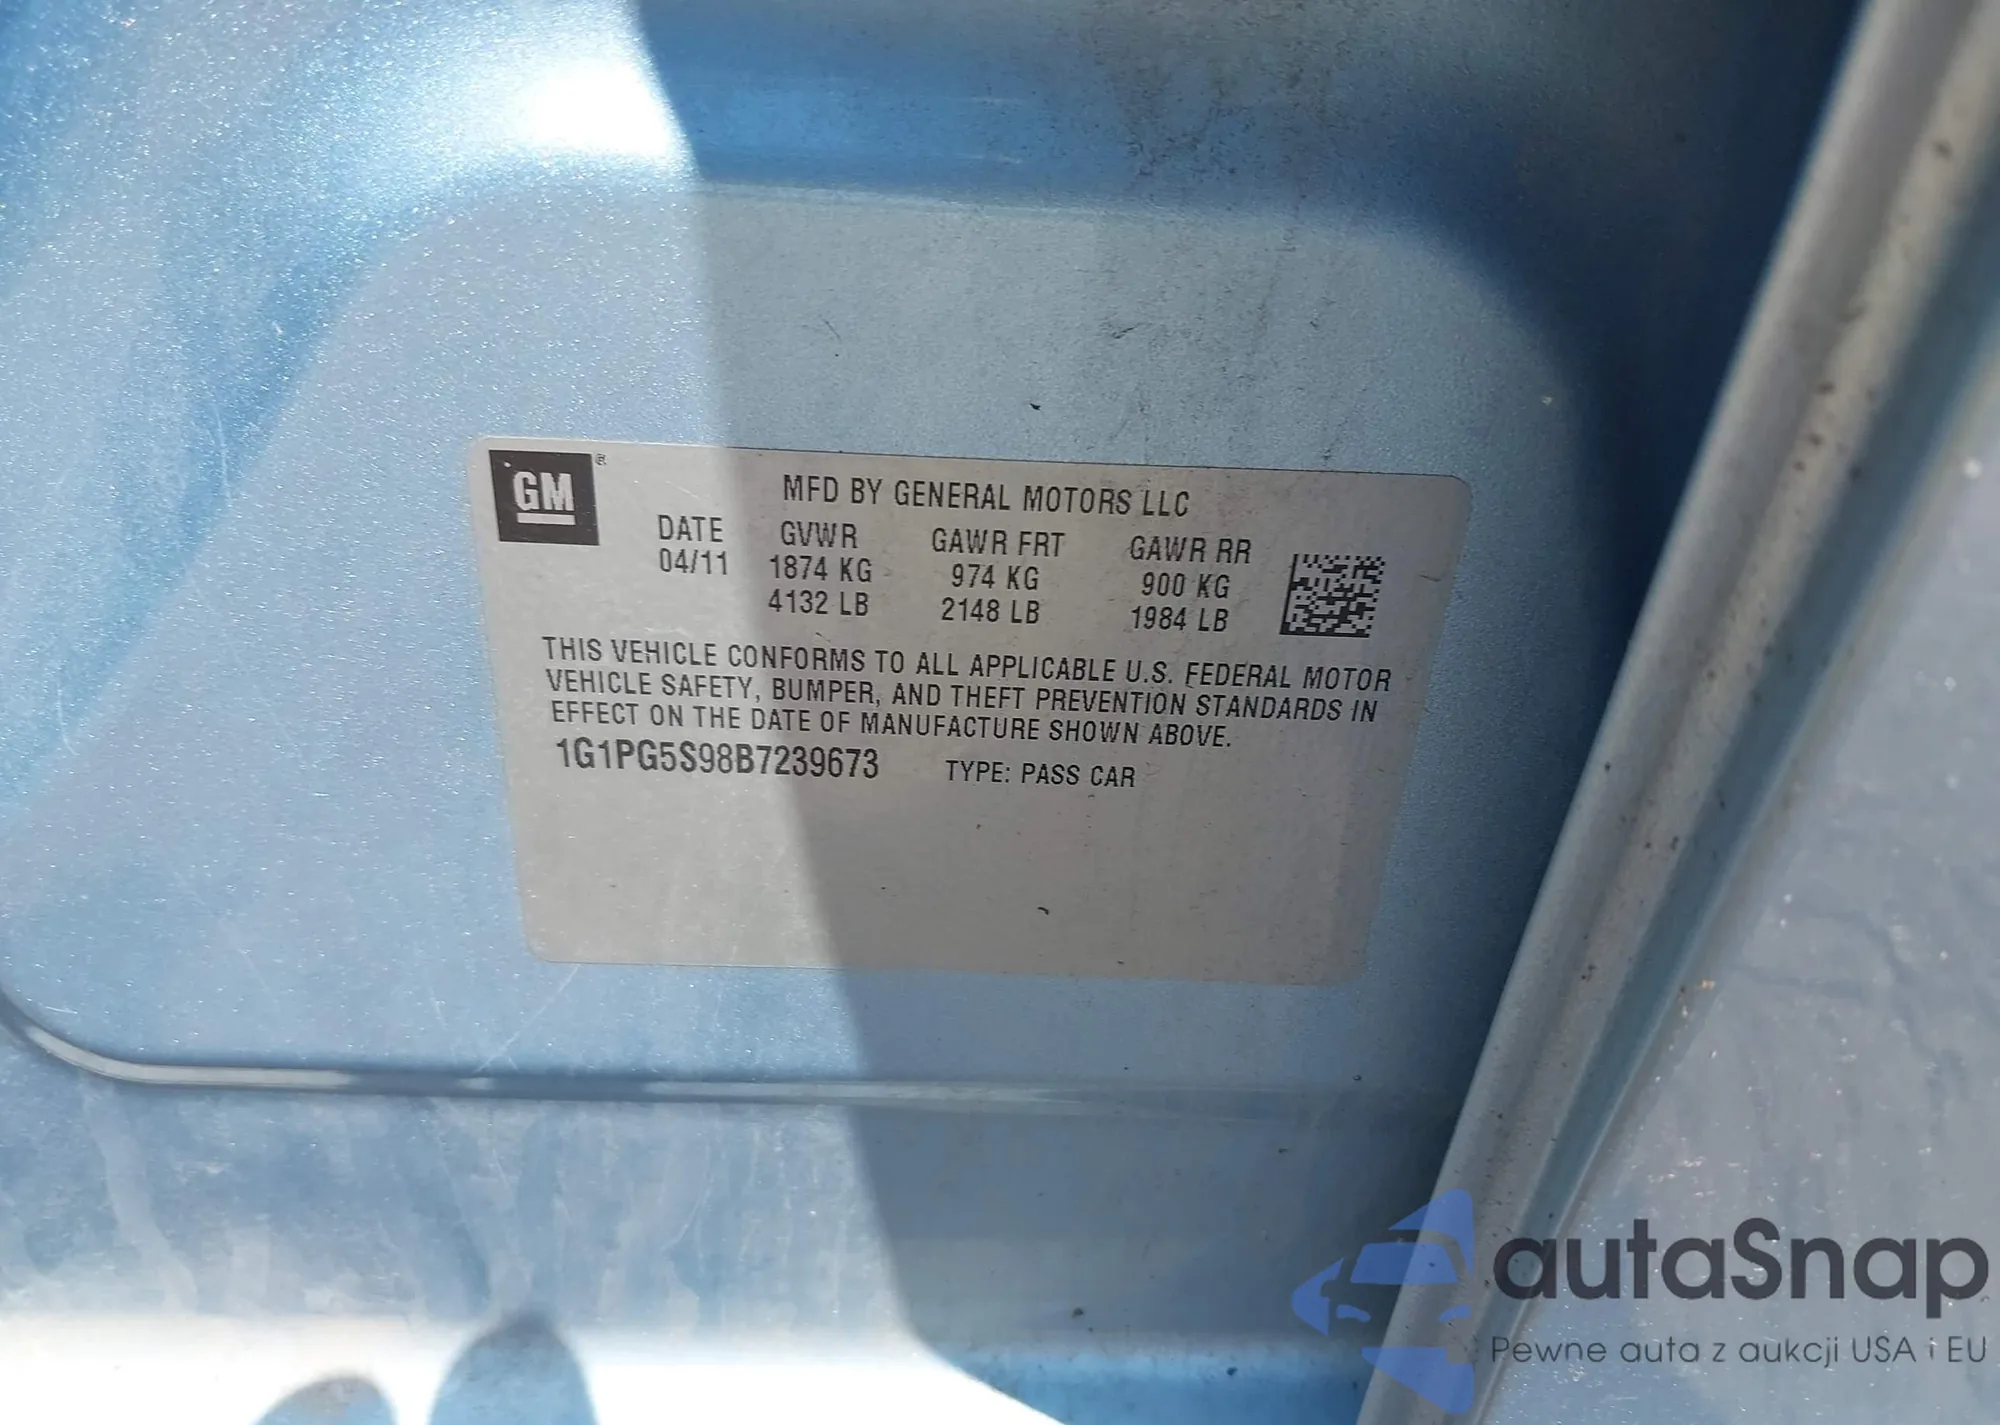 GM®
MFD BY GENERAL MOTORS LLC
DATE GVWR GAWR FRT GAWR RR
04/11 1874 KG 974 KG 900 KG
4132 LB 2148 LB 1984 LB
THIS VEHICLE CONFORMS TO ALL APPLICABLE U.S. FEDERAL MOTOR
VEHICLE SAFETY, BUMPER, AND THEFT PREVENTION STANDARDS IN
EFFECT ON THE DATE OF MANUFACTURE SHOWN ABOVE.
1G1PG5S98B7239673 TYPE: PASS CAR
autaSnap
Pewne auta z aukcji USA i EU